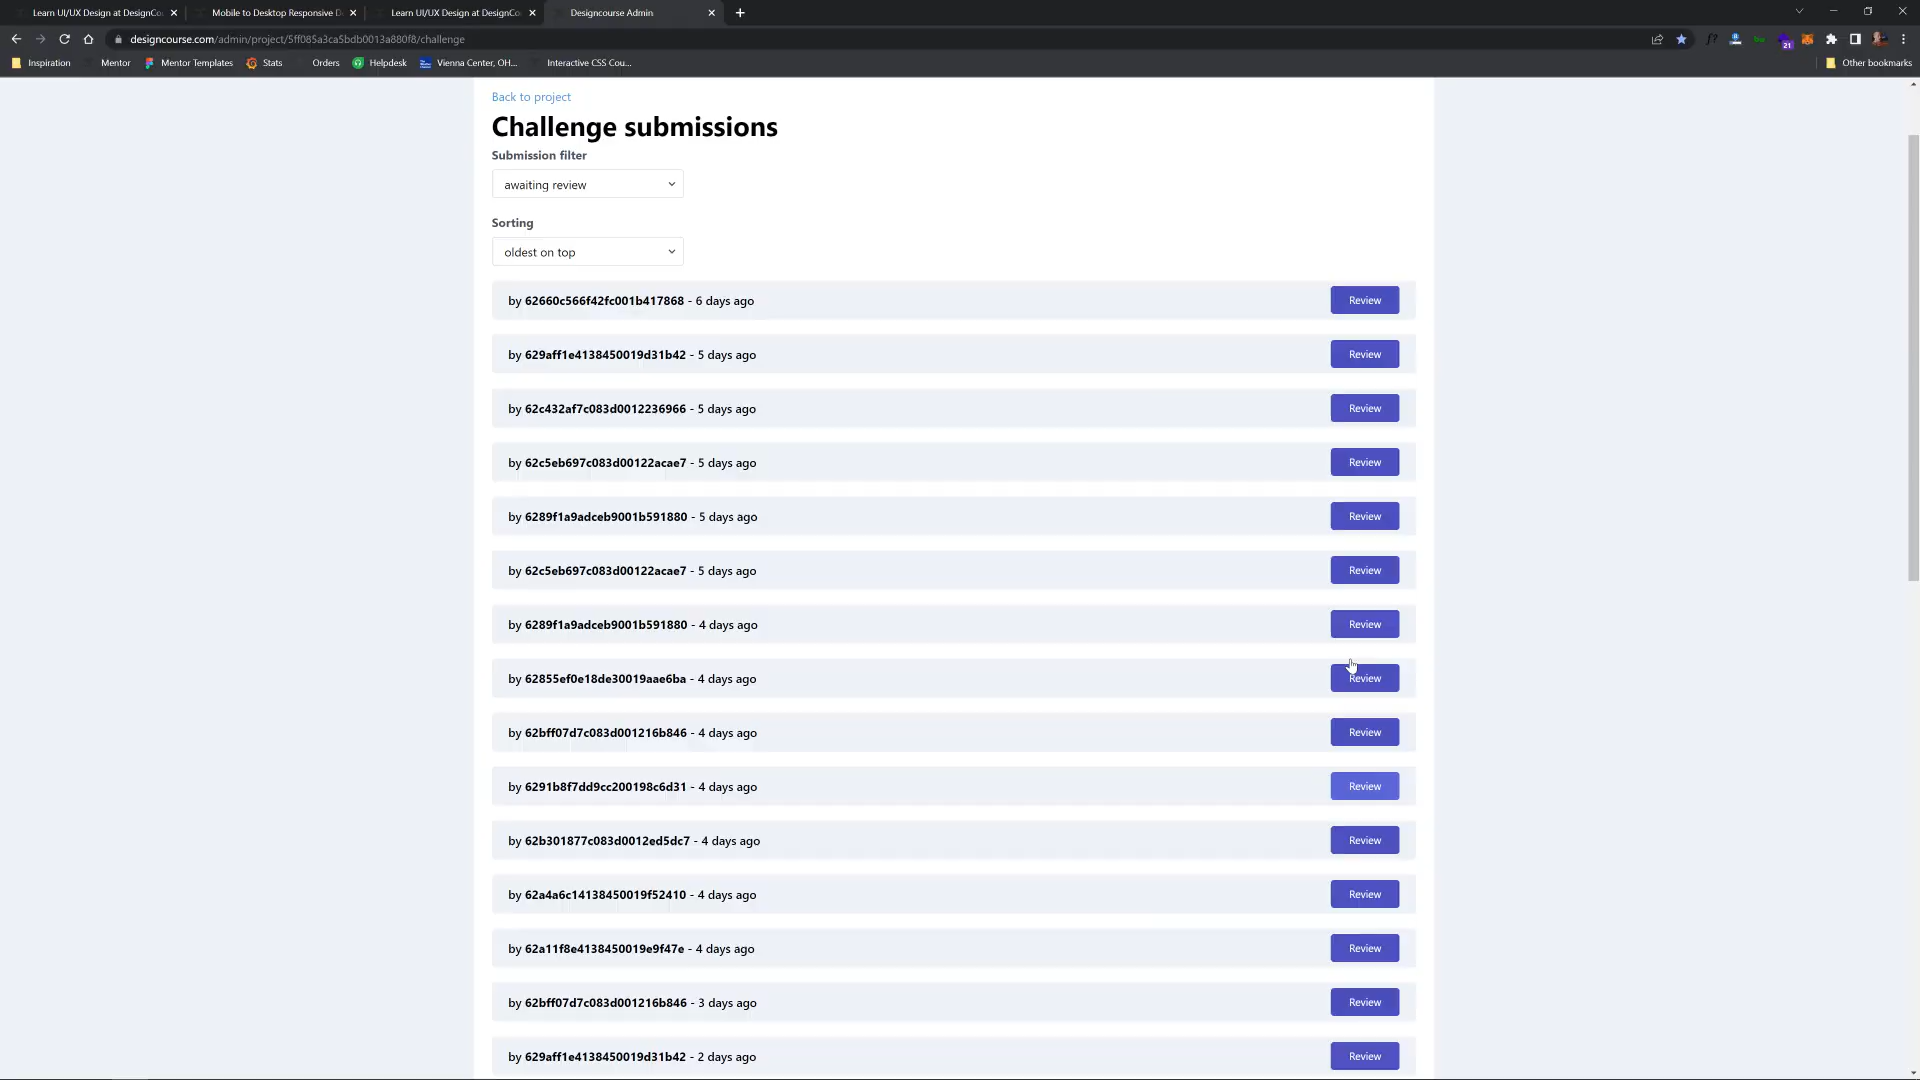 Learn UI/UX Design at DesignCo
Mobile to Desktop Responsive D
Learn UI/UX Design at DesignCo
Designcourse Admin
designcourse.com/admin/project/5ff085a3ca5bdb0013a880f8/challenge
21
Inspiration
Mentor
Mentor Templates
Stats
Orders
Helpdesk
Vienna Center, OH...
Interactive CSS Cou...
Other bookmarks
Back to project
Challenge submissions
Submission filter
awaiting review
Sorting
oldest on top
by 62660c566f42fc001b417868 - 6 days ago Review
by 629aff1e4138450019d31b42 - 5 days ago Review
by 62c432af7c083d0012236966 - 5 days ago Review
by 62c5eb697c083d00122acae7 - 5 days ago Review
by 6289f1a9adceb9001b591880 - 5 days ago Review
by 62c5eb697c083d00122acae7 - 5 days ago Review
by 6289f1a9adceb9001b591880 - 4 days ago Review
by 62855ef0e18de30019aae6ba - 4 days ago Review
by 62bff07d7c083d001216b846 - 4 days ago Review
by 6291b8f7dd9cc200198c6d31 - 4 days ago Review
by 62b301877c083d0012ed5dc7 - 4 days ago Review
by 62a4a6c14138450019f52410 - 4 days ago Review
by 62a11f8e4138450019e9f47e - 4 days ago Review
by 62bff07d7c083d001216b846 - 3 days ago Review
by 629aff1e4138450019d31b42 - 2 days ago Review